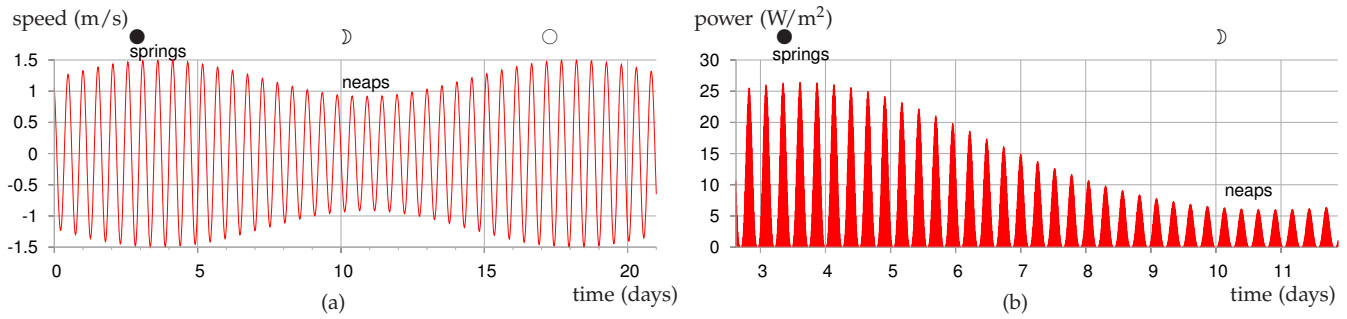 speed (m/s)
springs
neaps
1.5
1
0.5
0
-0.5
-1
-1.5
0 5 10 15 20
time (days)
(a)
power (W/m²)
springs
neaps
30
25
20
15
10
5
0
3 4 5 6 7 8 9 10 11
time (days)
(b)